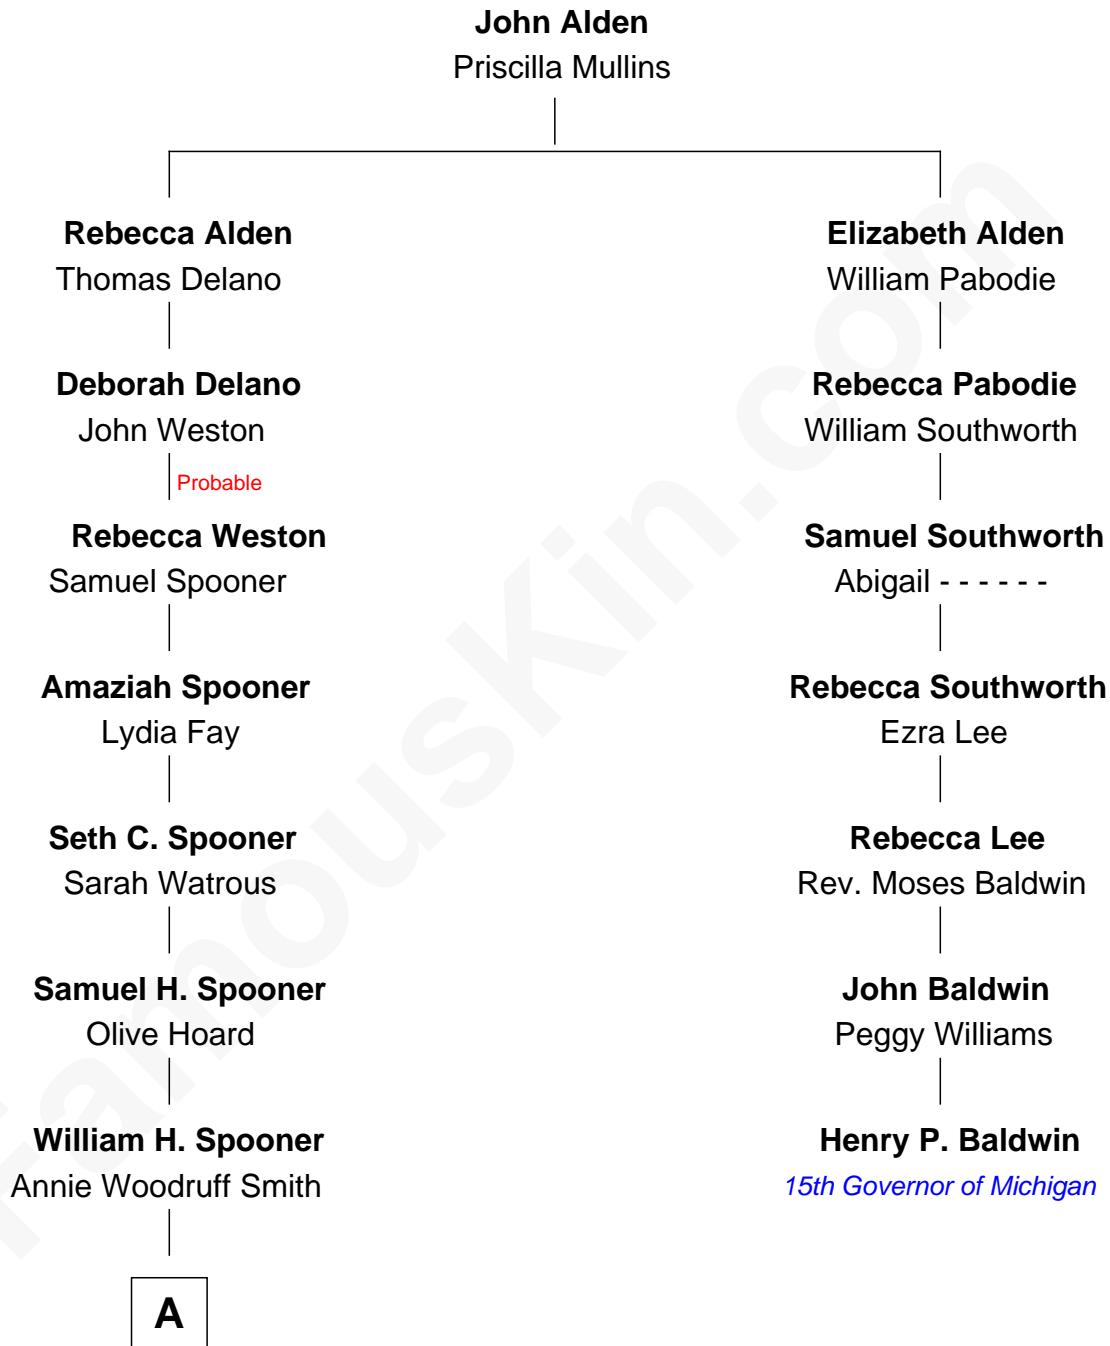 John Alden
Priscilla Mullins
Rebecca Alden
Thomas Delano
Deborah Delano
John Weston
Probable
Rebecca Weston
Samuel Spooner
Amaziah Spooner
Lydia Fay
Seth C. Spooner
Sarah Watrous
Samuel H. Spooner
Olive Hoard
William H. Spooner
Annie Woodruff Smith
A
Elizabeth Alden
William Pabodie
Rebecca Pabodie
William Southworth
Samuel Southworth
Abigail - - - - - -
Rebecca Southworth
Ezra Lee
Rebecca Lee
Rev. Moses Baldwin
John Baldwin
Peggy Williams
Henry P. Baldwin
15th Governor of Michigan
FamousKin.com